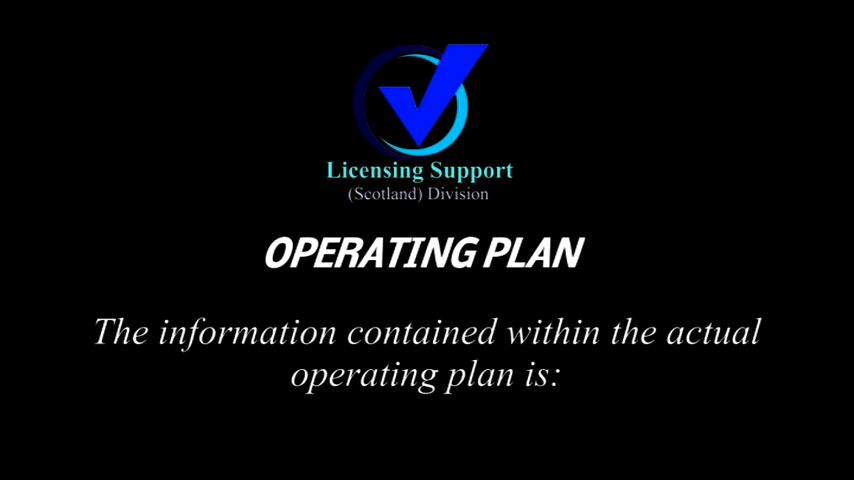 Licensing Support
(Scotland) Division
OPERATING PLAN
The information contained within the actual
operating plan is: